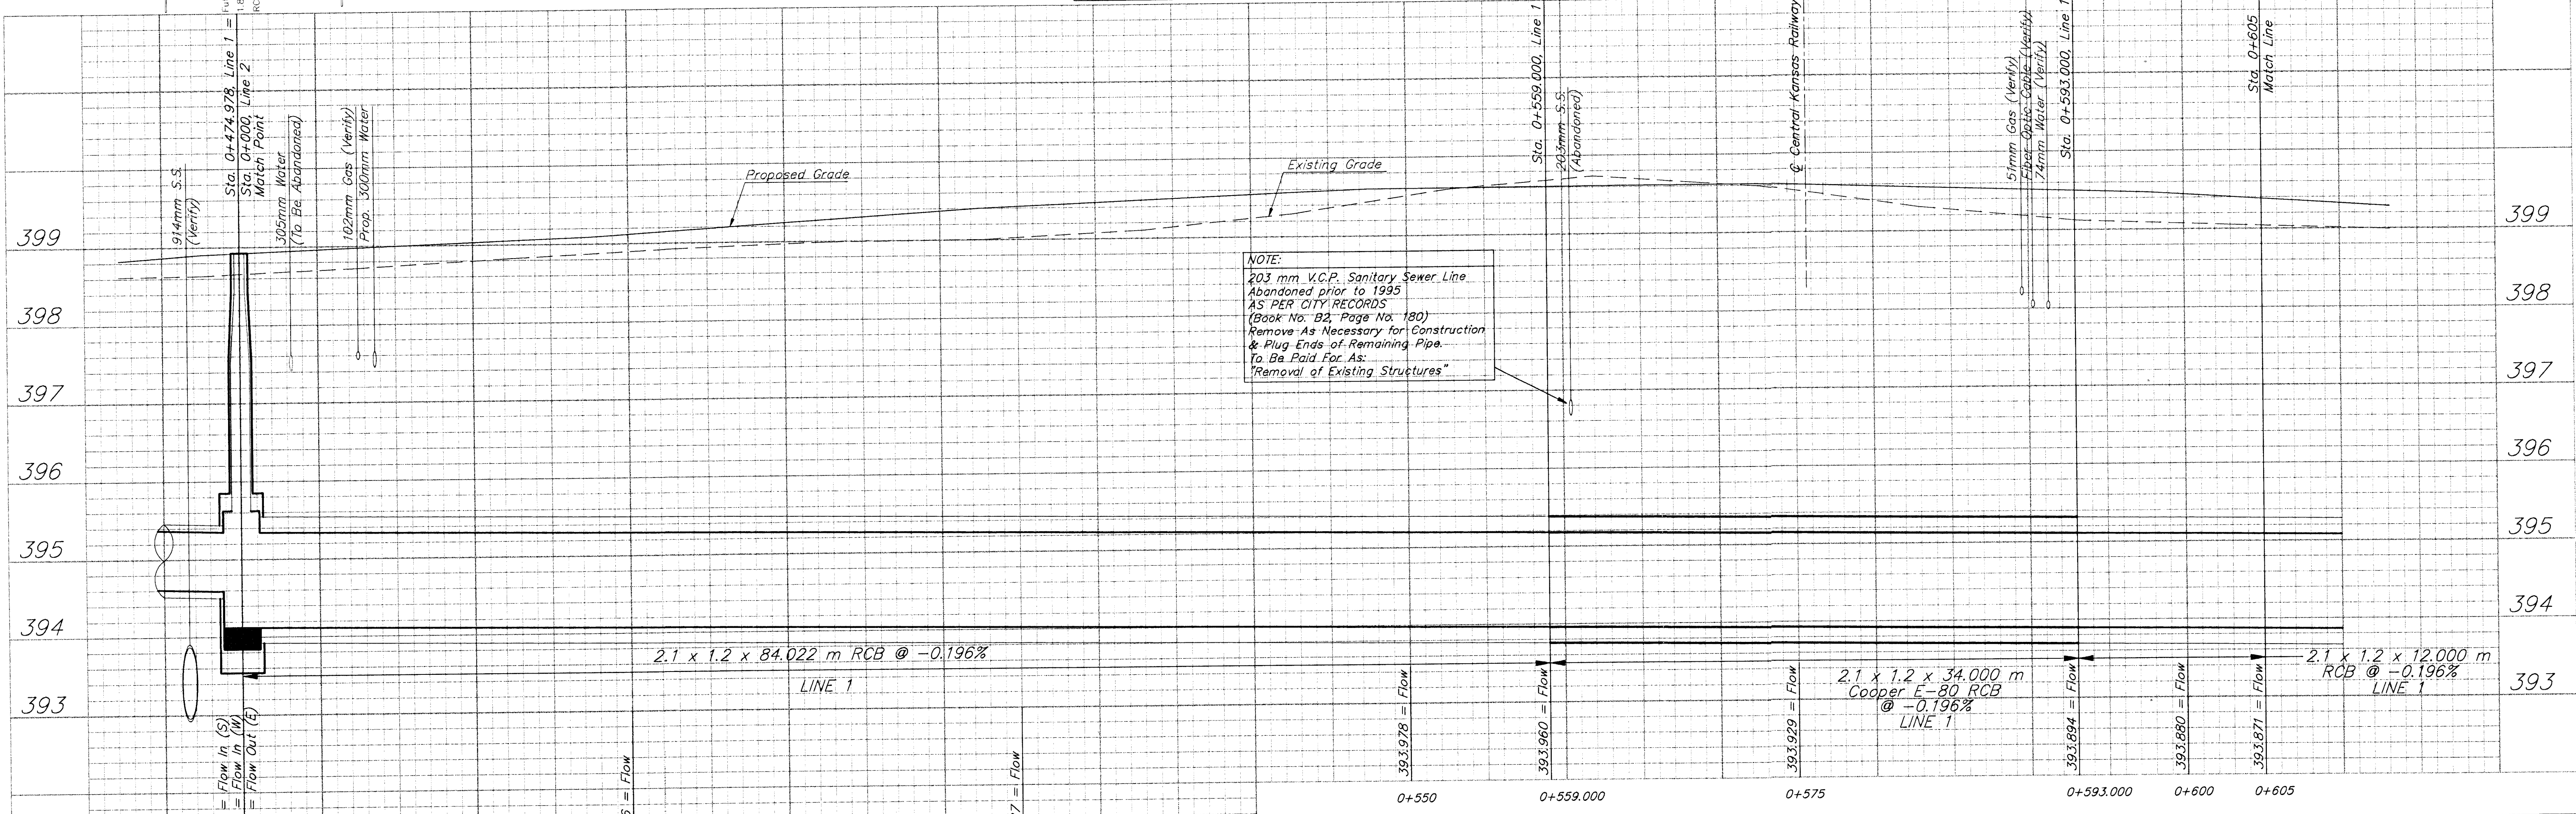 Sta. 0+474.978, Line 1 =
Sta. 0+000, Line 2
Match Point
914mm S.S.
(Verify)
305mm Water
(To Be Abandoned)
102mm Gas (Verify)
Prop. 300mm Water
Proposed Grade
Existing Grade
Sta. 0+559.000, Line 1
203mm S.S.
(Abandoned)
℄ Central Kansas Railway
51mm Gas (Verify)
Fiber Optic Cable (Verify)
74mm Water (Verify)
Sta. 0+593.000, Line 1
Sta. 0+605
Match Line
399
398
397
396
395
394
393
399
398
397
396
395
394
393
NOTE:
203 mm V.C.P. Sanitary Sewer Line
Abandoned prior to 1995
AS PER CITY RECORDS
(Book No. B2, Page No. 180)
Remove As Necessary for Construction
& Plug Ends of Remaining Pipe.
To Be Paid For As:
"Removal of Existing Structures"
2.1 x 1.2 x 84.022 m RCB @ -0.196%
LINE 1
2.1 x 1.2 x 34.000 m
Cooper E-80 RCB
@ -0.196%
LINE 1
2.1 x 1.2 x 12.000 m
RCB @ -0.196%
LINE 1
= Flow In (S)
= Flow In (W)
= Flow Out (E)
= Flow
= Flow
393.978 = Flow
393.960 = Flow
393.929 = Flow
393.894 = Flow
393.880 = Flow
393.871 = Flow
0+550
0+559.000
0+575
0+593.000
0+600
0+605